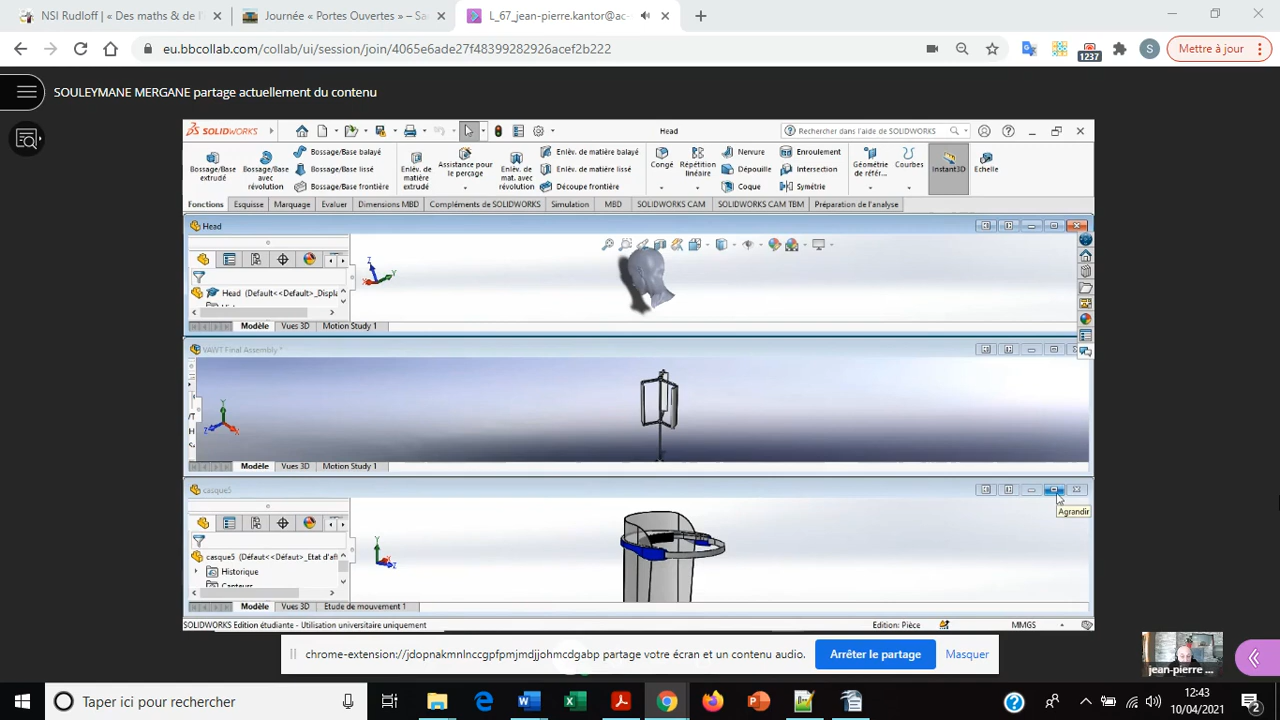 NSI Rudloff | « Des maths & de l'
Journée « Portes Ouvertes » – Sa
L_67_jean-pierre.kantor@ac-
eu.bbcollab.com/collab/ui/session/join/4065e6ade27f48399282926acef2b222
1237
S
Mettre à jour
SOULEYMANE MERGANE partage actuellement du contenu
SOLIDWORKS
Head
Rechercher dans l'aide de SOLIDWORKS
Bossage/Base extrudé
Bossage/Base avec révolution
Bossage/Base balayé
Bossage/Base lissé
Bossage/Base frontière
Enlèv. de matière extrudé
Assistance pour le perçage
Enlèv. de mat. avec révolution
Enlèv. de matière balayé
Enlèv. de matière lissé
Découpe frontière
Congé
Répétition linéaire
Nervure
Dépouille
Coque
Enroulement
Intersection
Symétrie
Géométrie de référ...
Courbes
Instant3D
Echelle
Fonctions
Esquisse
Marquage
Evaluer
Dimensions MBD
Compléments de SOLIDWORKS
Simulation
MBD
SOLIDWORKS CAM
SOLIDWORKS CAM TBM
Préparation de l'analyse
Head
Head (Default<<Default>_Displa
Z
Y
X
Modèle
Vues 3D
Motion Study 1
VAWT Final Assembly *
Y
Z
X
Modèle
Vues 3D
Motion Study 1
casque5
Agrandir
casque5 (Défaut<<Défaut>_Etat d'aff
Historique
Capteurs
Y
Z
Modèle
Vues 3D
Etude de mouvement 1
SOLIDWORKS Edition étudiante - Utilisation universitaire uniquement
Edition: Pièce
MMGS
chrome-extension://jdopnakmnlnccgpfpmjmdjjohmcdgabp partage votre écran et un contenu audio.
Arrêter le partage
Masquer
jean-pierre ...
Taper ici pour rechercher
12:43
10/04/2021
2